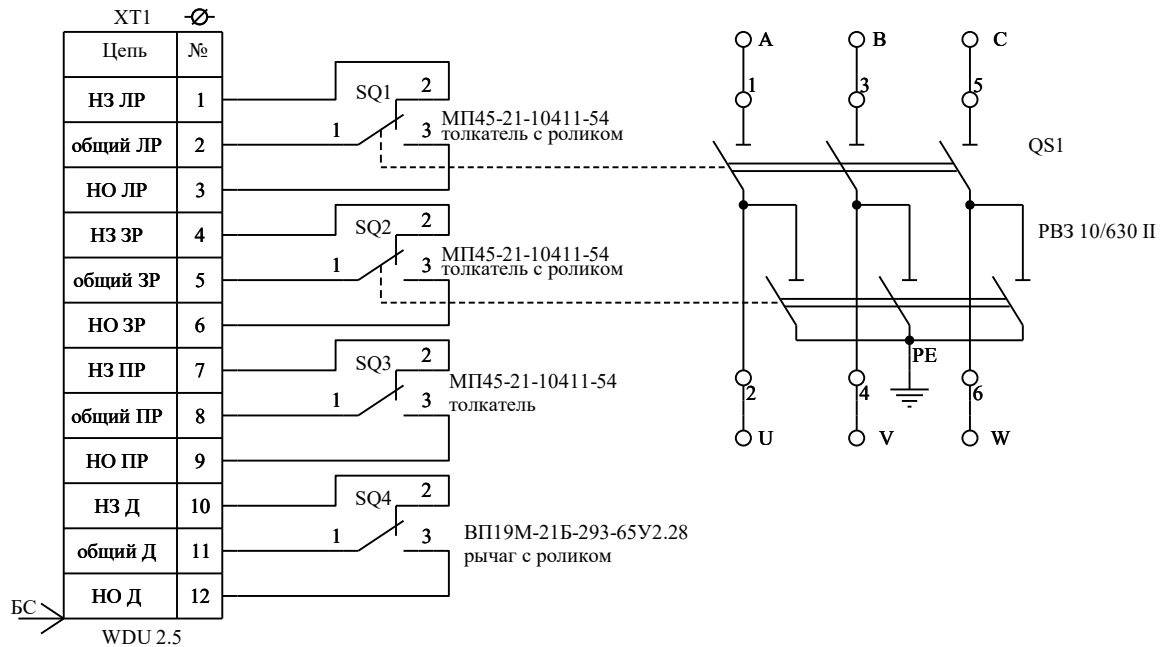 XT1
Цепь №
НЗ ЛР 1
общий ЛР 2
НО ЛР 3
НЗ ЗР 4
общий ЗР 5
НО ЗР 6
НЗ ПР 7
общий ПР 8
НО ПР 9
НЗ Д 10
общий Д 11
НО Д 12
БС
WDU 2.5
SQ1
2
1
3
МП45-21-10411-54
толкатель с роликом
SQ2
2
1
3
МП45-21-10411-54
толкатель с роликом
SQ3
2
1
3
МП45-21-10411-54
толкатель
SQ4
2
1
3
ВП19М-21Б-293-65У2.28
рычаг с роликом
A B C
1 3 5
QS1
РВЗ 10/630 II
PE
2 4 6
U V W